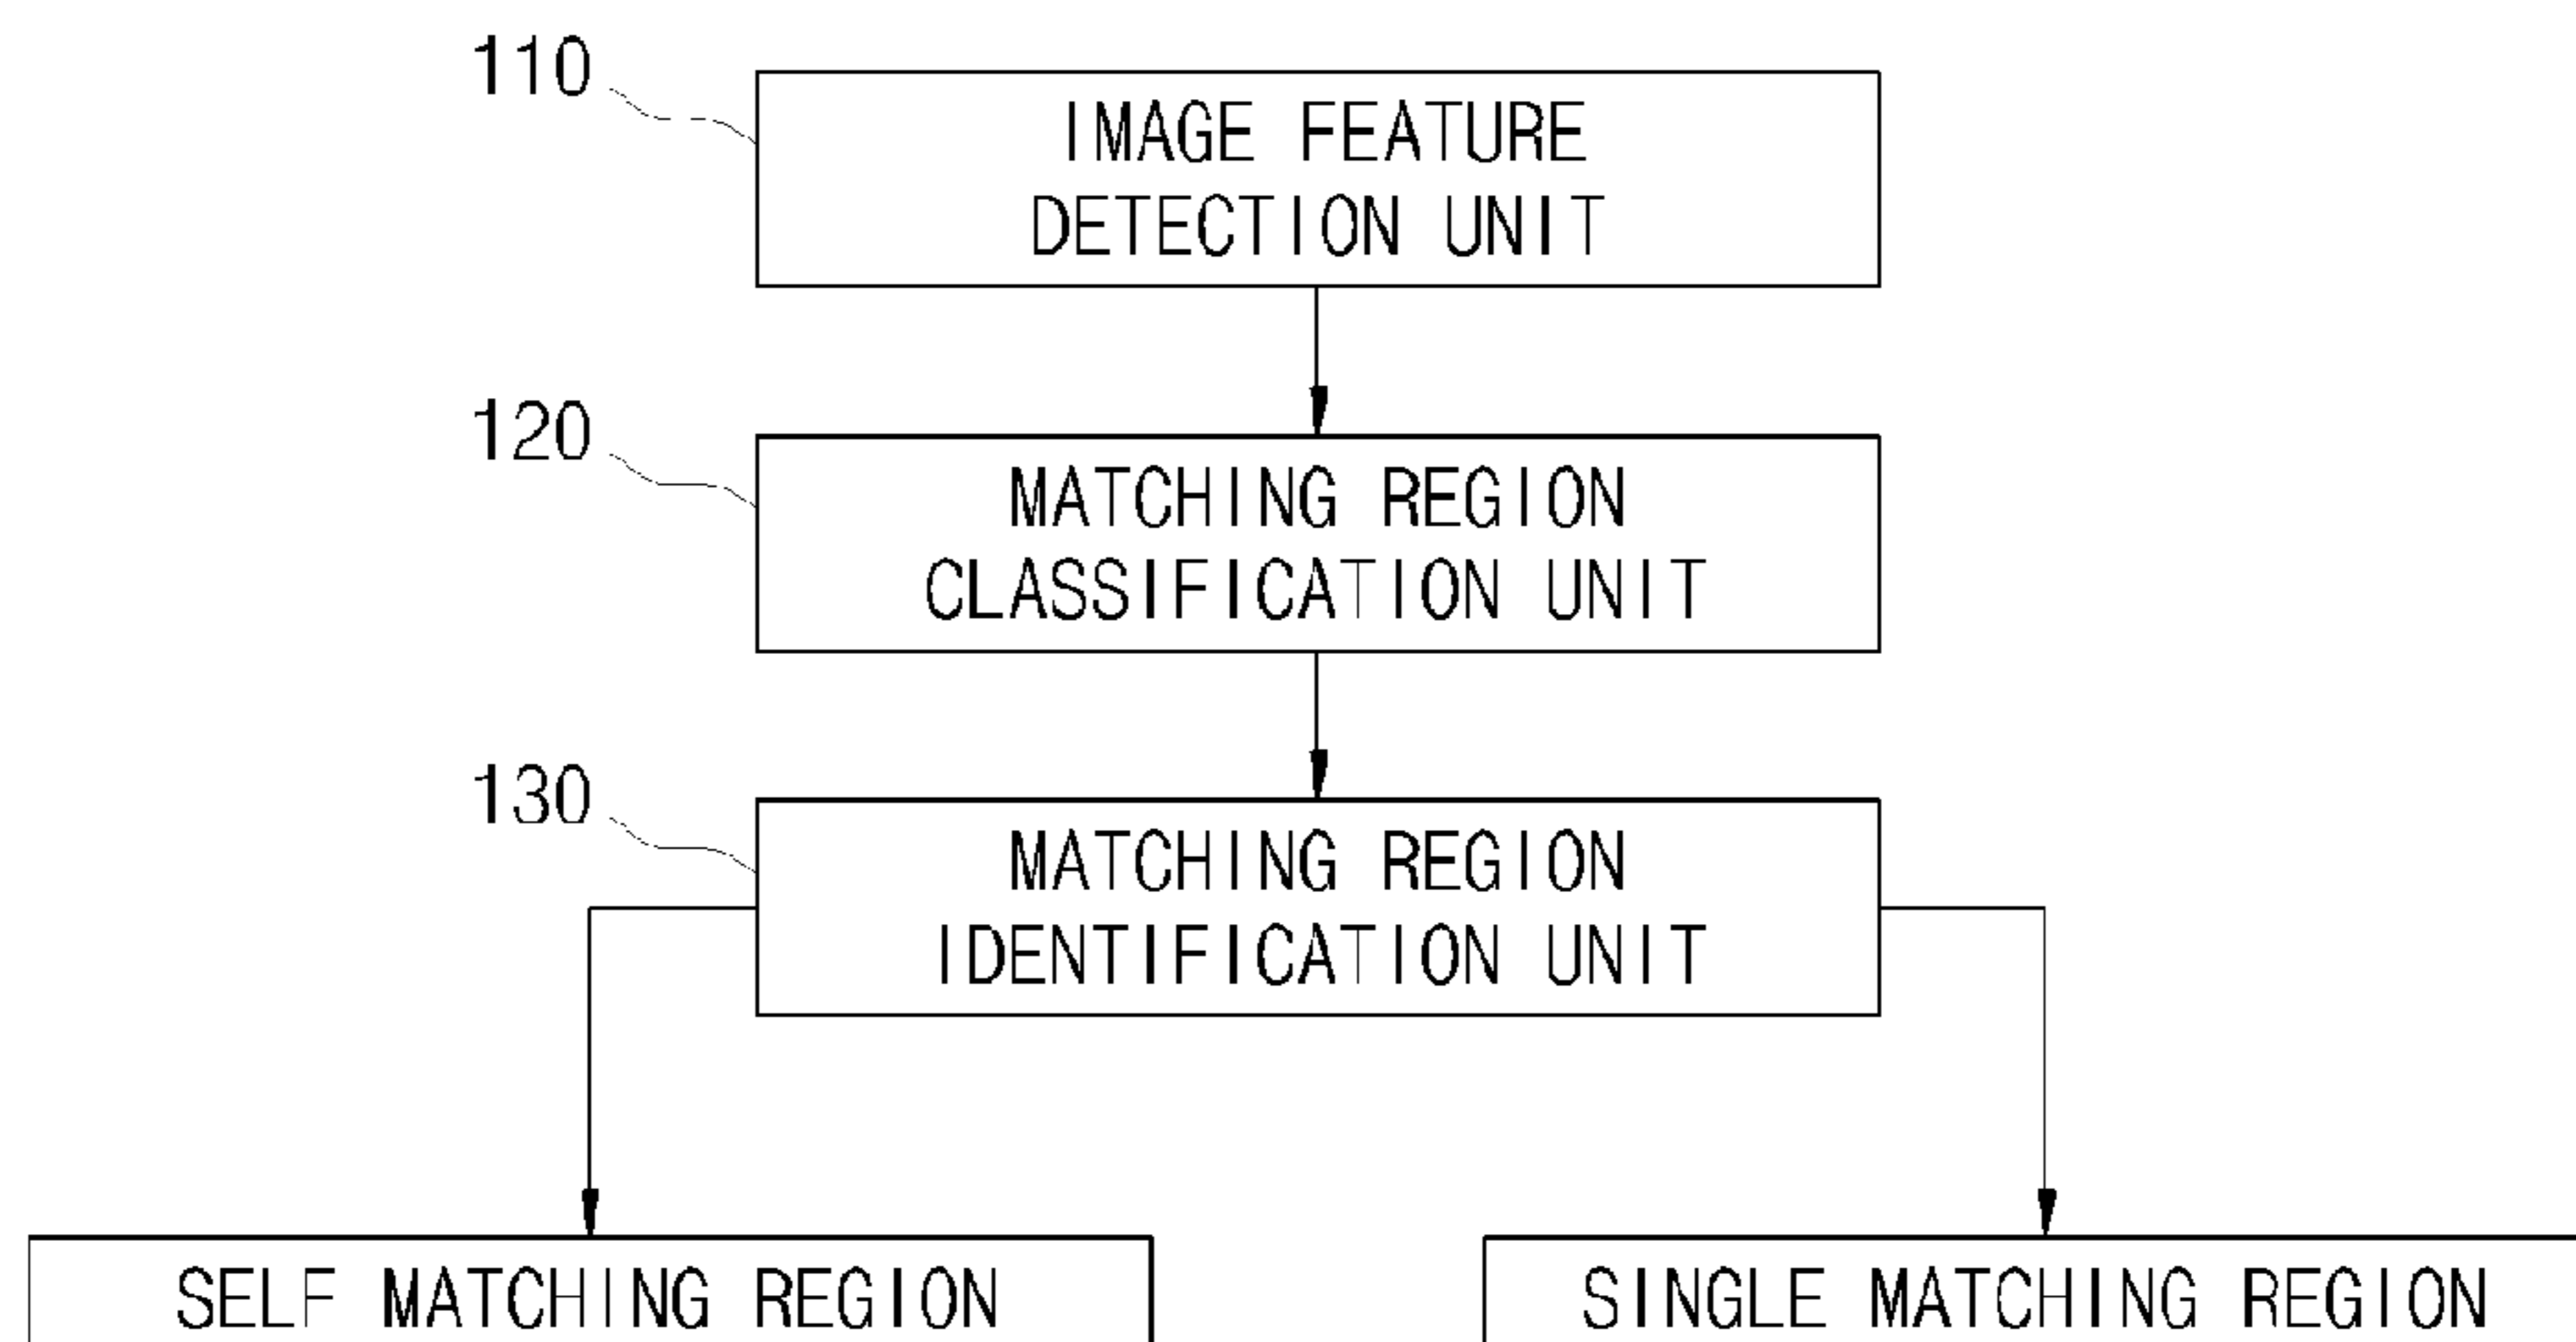 110
IMAGE FEATURE
DETECTION UNIT
120
MATCHING REGION
CLASSIFICATION UNIT
130
MATCHING REGION
IDENTIFICATION UNIT
SELF MATCHING REGION
SINGLE MATCHING REGION